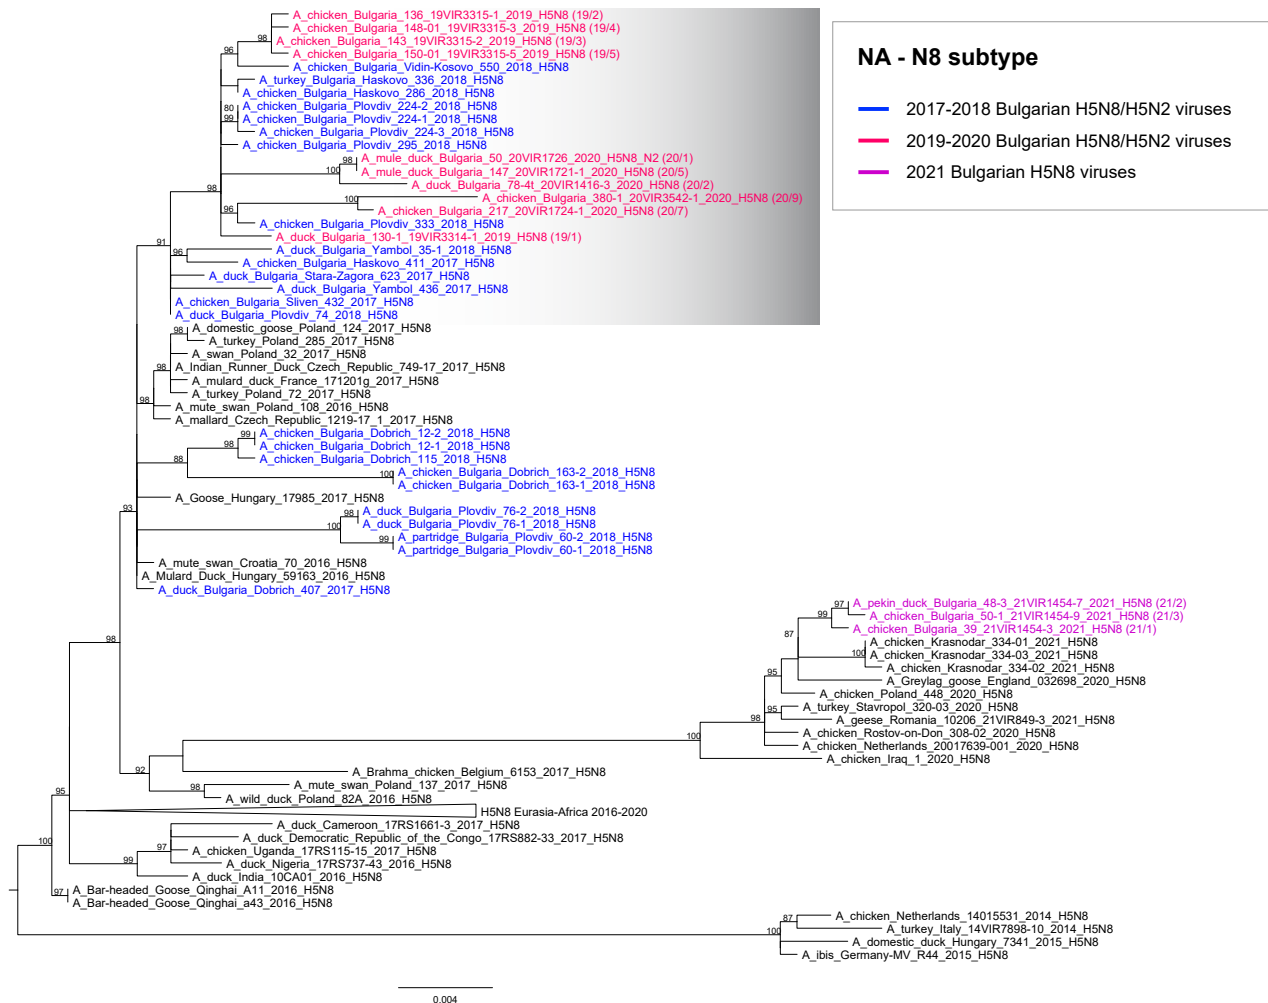 A_chicken_Bulgaria_136_19VIR3315-1_2019_H5N8 (19/2)
A_chicken_Bulgaria_148-01_19VIR3315-3_2019_H5N8 (19/4)
98
A_chicken_Bulgaria_143_19VIR3315-2_2019_H5N8 (19/3)
96
A_chicken_Bulgaria_150-01_19VIR3315-5_2019_H5N8 (19/5)
A_chicken_Bulgaria_Vidin-Kosovo_550_2018_H5N8
A_turkey_Bulgaria_Haskovo_336_2018_H5N8
A_chicken_Bulgaria_Haskovo_286_2018_H5N8
80
A_chicken_Bulgaria_Plovdiv_224-2_2018_H5N8
99
A_chicken_Bulgaria_Plovdiv_224-1_2018_H5N8
A_chicken_Bulgaria_Plovdiv_224-3_2018_H5N8
A_chicken_Bulgaria_Plovdiv_295_2018_H5N8
98
A_mule_duck_Bulgaria_50_20VIR1726_2020_H5N8_N2 (20/1)
100
A_mule_duck_Bulgaria_147_20VIR1721-1_2020_H5N8 (20/5)
A_duck_Bulgaria_78-4t_20VIR1416-3_2020_H5N8 (20/2)
98
100
A_chicken_Bulgaria_380-1_20VIR3542-1_2020_H5N8 (20/9)
96
A_chicken_Bulgaria_217_20VIR1724-1_2020_H5N8 (20/7)
A_chicken_Bulgaria_Plovdiv_333_2018_H5N8
A_duck_Bulgaria_130-1_19VIR3314-1_2019_H5N8 (19/1)
91
96
A_duck_Bulgaria_Yambol_35-1_2018_H5N8
A_chicken_Bulgaria_Haskovo_411_2017_H5N8
A_duck_Bulgaria_Stara-Zagora_623_2017_H5N8
A_duck_Bulgaria_Yambol_436_2017_H5N8
A_chicken_Bulgaria_Sliven_432_2017_H5N8
A_duck_Bulgaria_Plovdiv_74_2018_H5N8
98
A_domestic_goose_Poland_124_2017_H5N8
A_turkey_Poland_285_2017_H5N8
A_swan_Poland_32_2017_H5N8
98
A_Indian_Runner_Duck_Czech_Republic_749-17_2017_H5N8
A_mulard_duck_France_171201g_2017_H5N8
A_turkey_Poland_72_2017_H5N8
98
A_mute_swan_Poland_108_2016_H5N8
A_mallard_Czech_Republic_1219-17_1_2017_H5N8
99
A_chicken_Bulgaria_Dobrich_12-2_2018_H5N8
98
A_chicken_Bulgaria_Dobrich_12-1_2018_H5N8
88
A_chicken_Bulgaria_Dobrich_115_2018_H5N8
100
A_chicken_Bulgaria_Dobrich_163-2_2018_H5N8
A_chicken_Bulgaria_Dobrich_163-1_2018_H5N8
A_Goose_Hungary_17985_2017_H5N8
93
98
A_duck_Bulgaria_Plovdiv_76-2_2018_H5N8
100
A_duck_Bulgaria_Plovdiv_76-1_2018_H5N8
99
A_partridge_Bulgaria_Plovdiv_60-2_2018_H5N8
A_partridge_Bulgaria_Plovdiv_60-1_2018_H5N8
A_mute_swan_Croatia_70_2016_H5N8
A_Mulard_Duck_Hungary_59163_2016_H5N8
A_duck_Bulgaria_Dobrich_407_2017_H5N8
97
A_pekin_duck_Bulgaria_48-3_21VIR1454-7_2021_H5N8 (21/2)
99
A_chicken_Bulgaria_50-1_21VIR1454-9_2021_H5N8 (21/3)
A_chicken_Bulgaria_39_21VIR1454-3_2021_H5N8 (21/1)
87
98
A_chicken_Krasnodar_334-01_2021_H5N8
100
A_chicken_Krasnodar_334-03_2021_H5N8
A_chicken_Krasnodar_334-02_2021_H5N8
95
A_Greylag_goose_England_032698_2020_H5N8
A_chicken_Poland_448_2020_H5N8
95
A_turkey_Stavropol_320-03_2020_H5N8
98
A_geese_Romania_10206_21VIR849-3_2021_H5N8
A_chicken_Rostov-on-Don_308-02_2020_H5N8
100
A_chicken_Netherlands_20017639-001_2020_H5N8
A_chicken_Iraq_1_2020_H5N8
92
A_Brahma_chicken_Belgium_6153_2017_H5N8
98
A_mute_swan_Poland_137_2017_H5N8
95
A_wild_duck_Poland_82A_2016_H5N8
H5N8 Eurasia-Africa 2016-2020
A_duck_Cameroon_17RS1661-3_2017_H5N8
100
A_duck_Democratic_Republic_of_the_Congo_17RS882-33_2017_H5N8
97
A_chicken_Uganda_17RS115-15_2017_H5N8
99
A_duck_Nigeria_17RS737-43_2016_H5N8
A_duck_India_10CA01_2016_H5N8
97
A_Bar-headed_Goose_Qinghai_A11_2016_H5N8
A_Bar-headed_Goose_Qinghai_a43_2016_H5N8
87
A_chicken_Netherlands_14015531_2014_H5N8
100
A_turkey_Italy_14VIR7898-10_2014_H5N8
A_domestic_duck_Hungary_7341_2015_H5N8
A_ibis_Germany-MV_R44_2015_H5N8
0.004
NA - N8 subtype
2017-2018 Bulgarian H5N8/H5N2 viruses
2019-2020 Bulgarian H5N8/H5N2 viruses
2021 Bulgarian H5N8 viruses